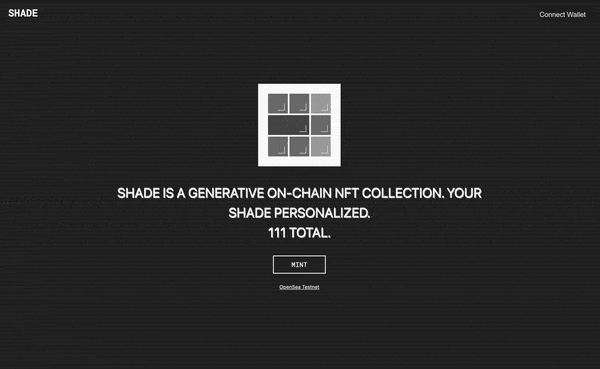 SHADE
Connect Wallet
SHADE IS A GENERATIVE ON-CHAIN NFT COLLECTION. YOUR
SHADE PERSONALIZED.
111 TOTAL.
MINT
OpenSea Testnet